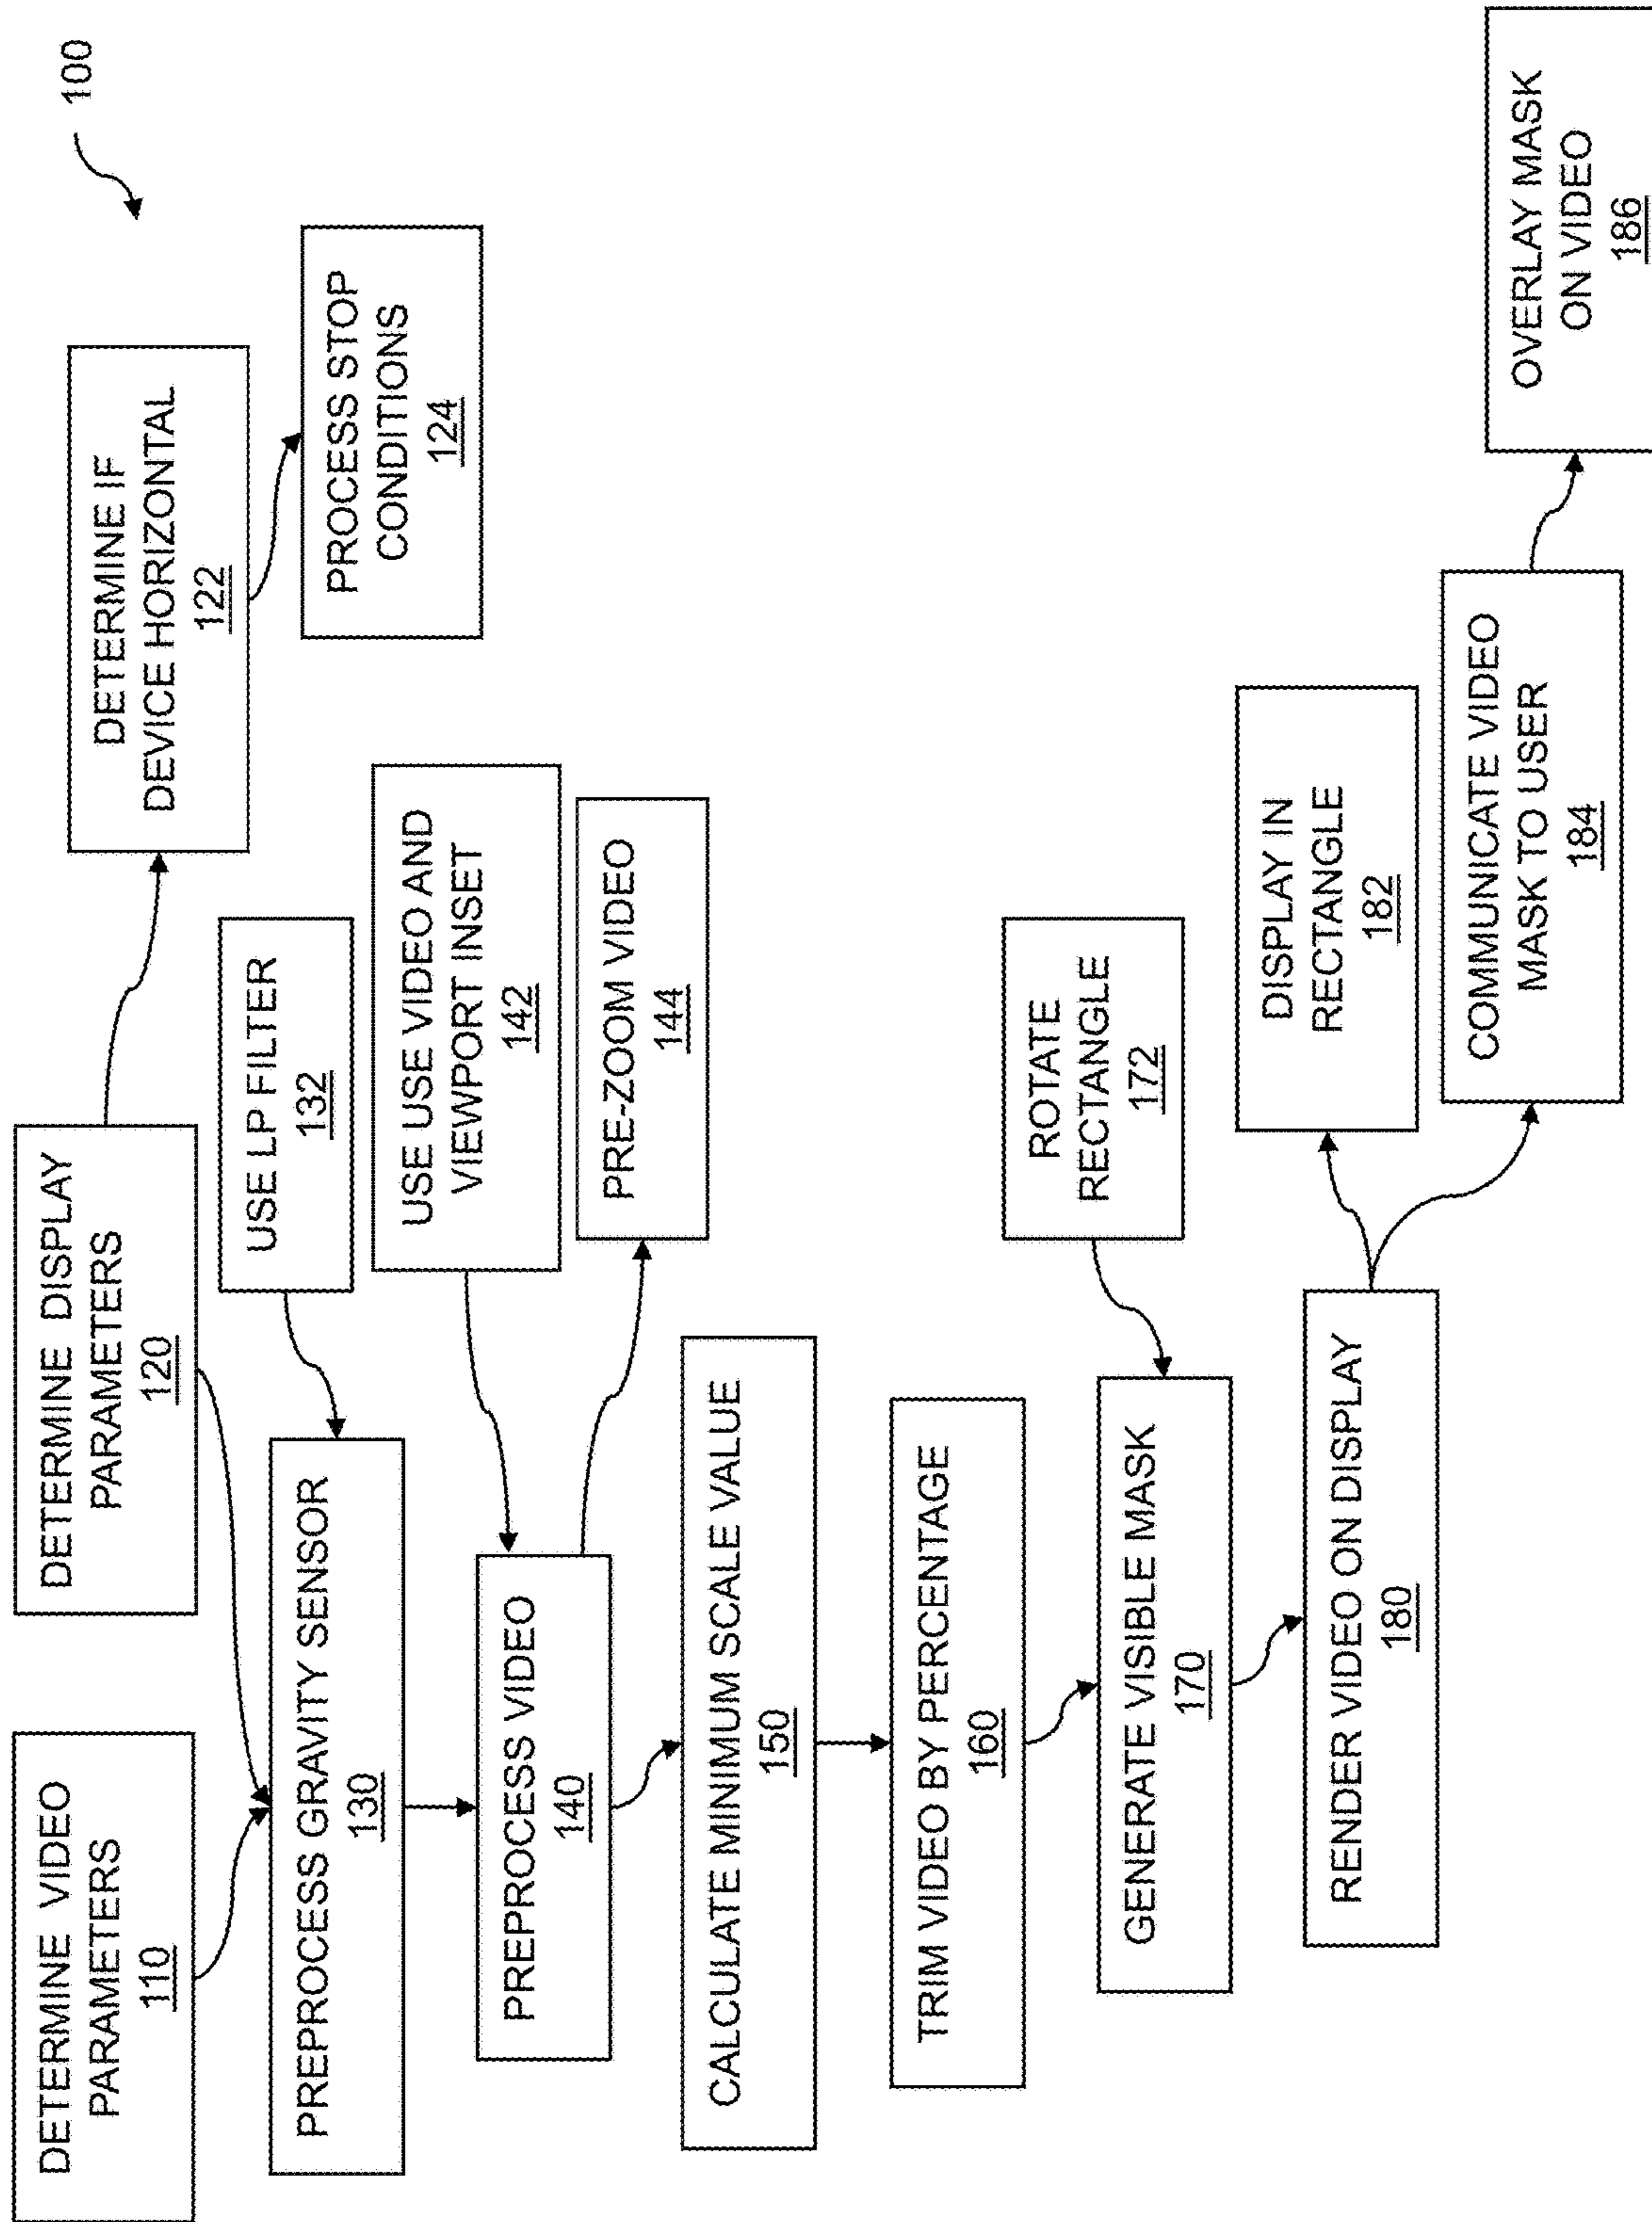 100
DETERMINE VIDEO
PARAMETERS
110
DETERMINE DISPLAY
PARAMETERS
120
DETERMINE IF
DEVICE HORIZONTAL
122
PROCESS STOP
CONDITIONS
124
PREPROCESS GRAVITY SENSOR
130
USE LP FILTER
132
PREPROCESS VIDEO
140
USE USE VIDEO AND
VIEWPORT INSET
142
PRE-ZOOM VIDEO
144
CALCULATE MINIMUM SCALE VALUE
150
TRIM VIDEO BY PERCENTAGE
160
GENERATE VISIBLE MASK
170
ROTATE
RECTANGLE
172
RENDER VIDEO ON DISPLAY
180
DISPLAY IN
RECTANGLE
182
COMMUNICATE VIDEO
MASK TO USER
184
OVERLAY MASK
ON VIDEO
186